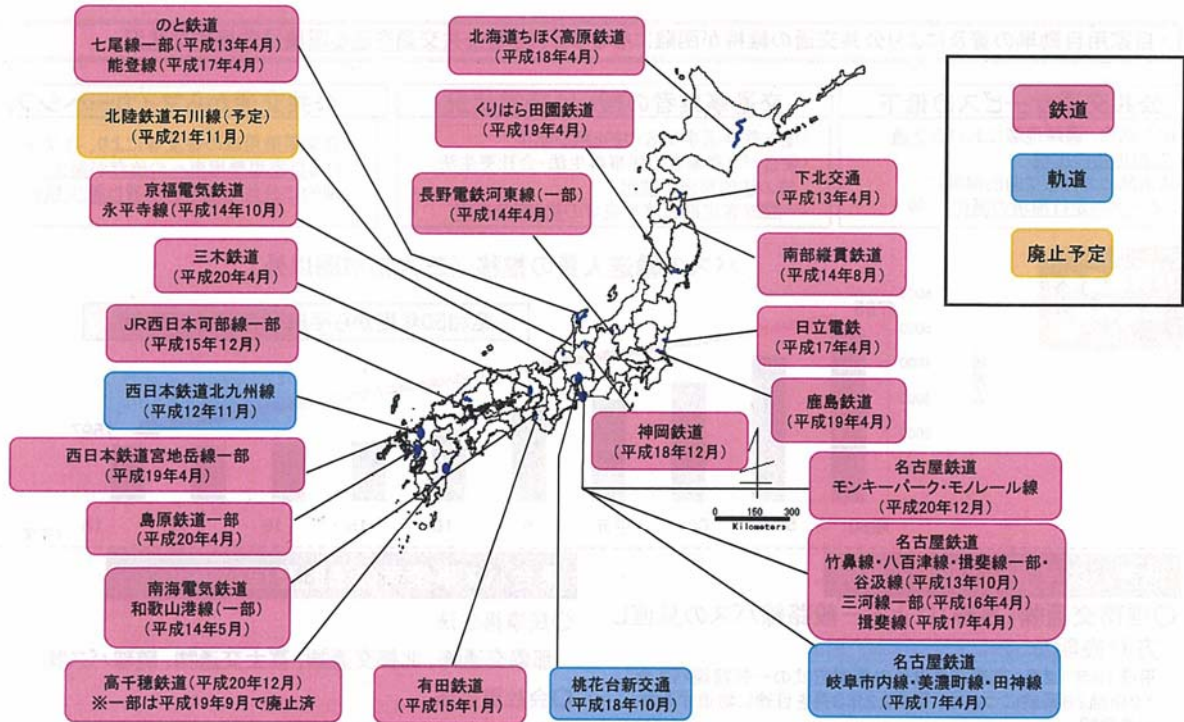 のと鉄道
七尾線一部(平成13年4月)
能登線(平成17年4月)
北陸鉄道石川線(予定)
(平成21年11月)
京福電気鉄道
永平寺線(平成14年10月)
三木鉄道
(平成20年4月)
JR西日本可部線一部
(平成15年12月)
西日本鉄道北九州線
(平成12年11月)
西日本鉄道宮地岳線一部
(平成19年4月)
島原鉄道一部
(平成20年4月)
南海電気鉄道
和歌山港線(一部)
(平成14年5月)
高千穂鉄道(平成20年12月)
※一部は平成19年9月で廃止済
北海道ちほく高原鉄道
(平成18年4月)
くりはら田園鉄道
(平成19年4月)
長野電鉄河東線(一部)
(平成14年4月)
下北交通
(平成13年4月)
南部縦貫鉄道
(平成14年8月)
日立電鉄
(平成17年4月)
鹿島鉄道
(平成19年4月)
神岡鉄道
(平成18年12月)
0 150 300
Kilometers
名古屋鉄道
モンキーパーク・モノレール線
(平成20年12月)
名古屋鉄道
竹鼻線・八百津線・揖斐線一部・
谷汲線(平成13年10月)
三河線一部(平成16年4月)
揖斐線(平成17年4月)
名古屋鉄道
岐阜市内線・美濃町線・田神線
(平成17年4月)
有田鉄道
(平成15年1月)
桃花台新交通
(平成18年10月)
鉄道
軌道
廃止予定